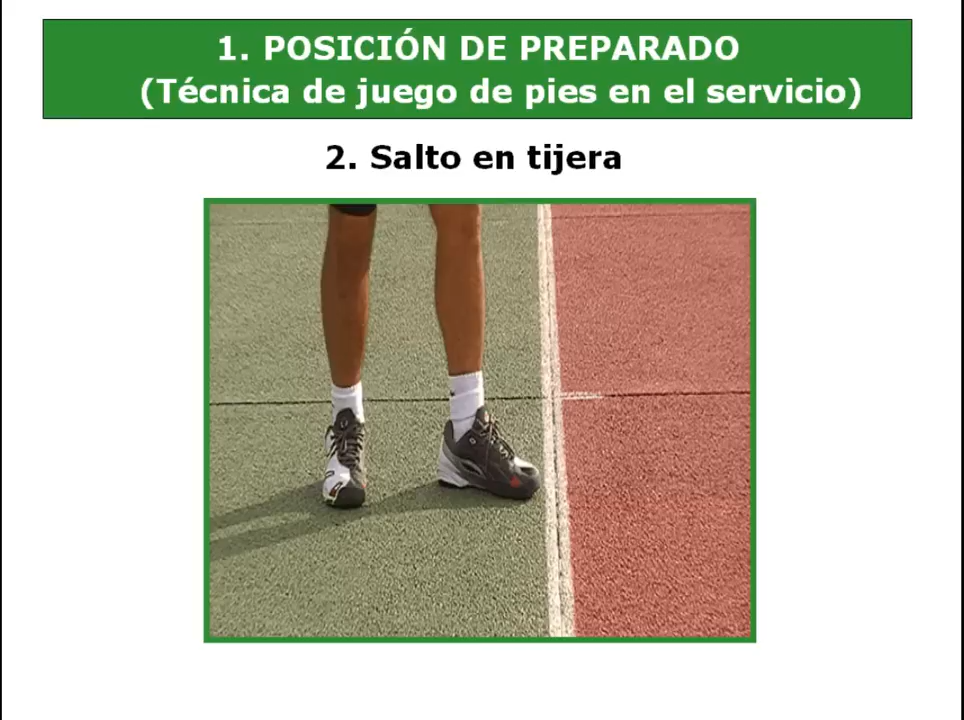 1. POSICIÓN DE PREPARADO
(Técnica de juego de pies en el servicio)
2. Salto en tijera